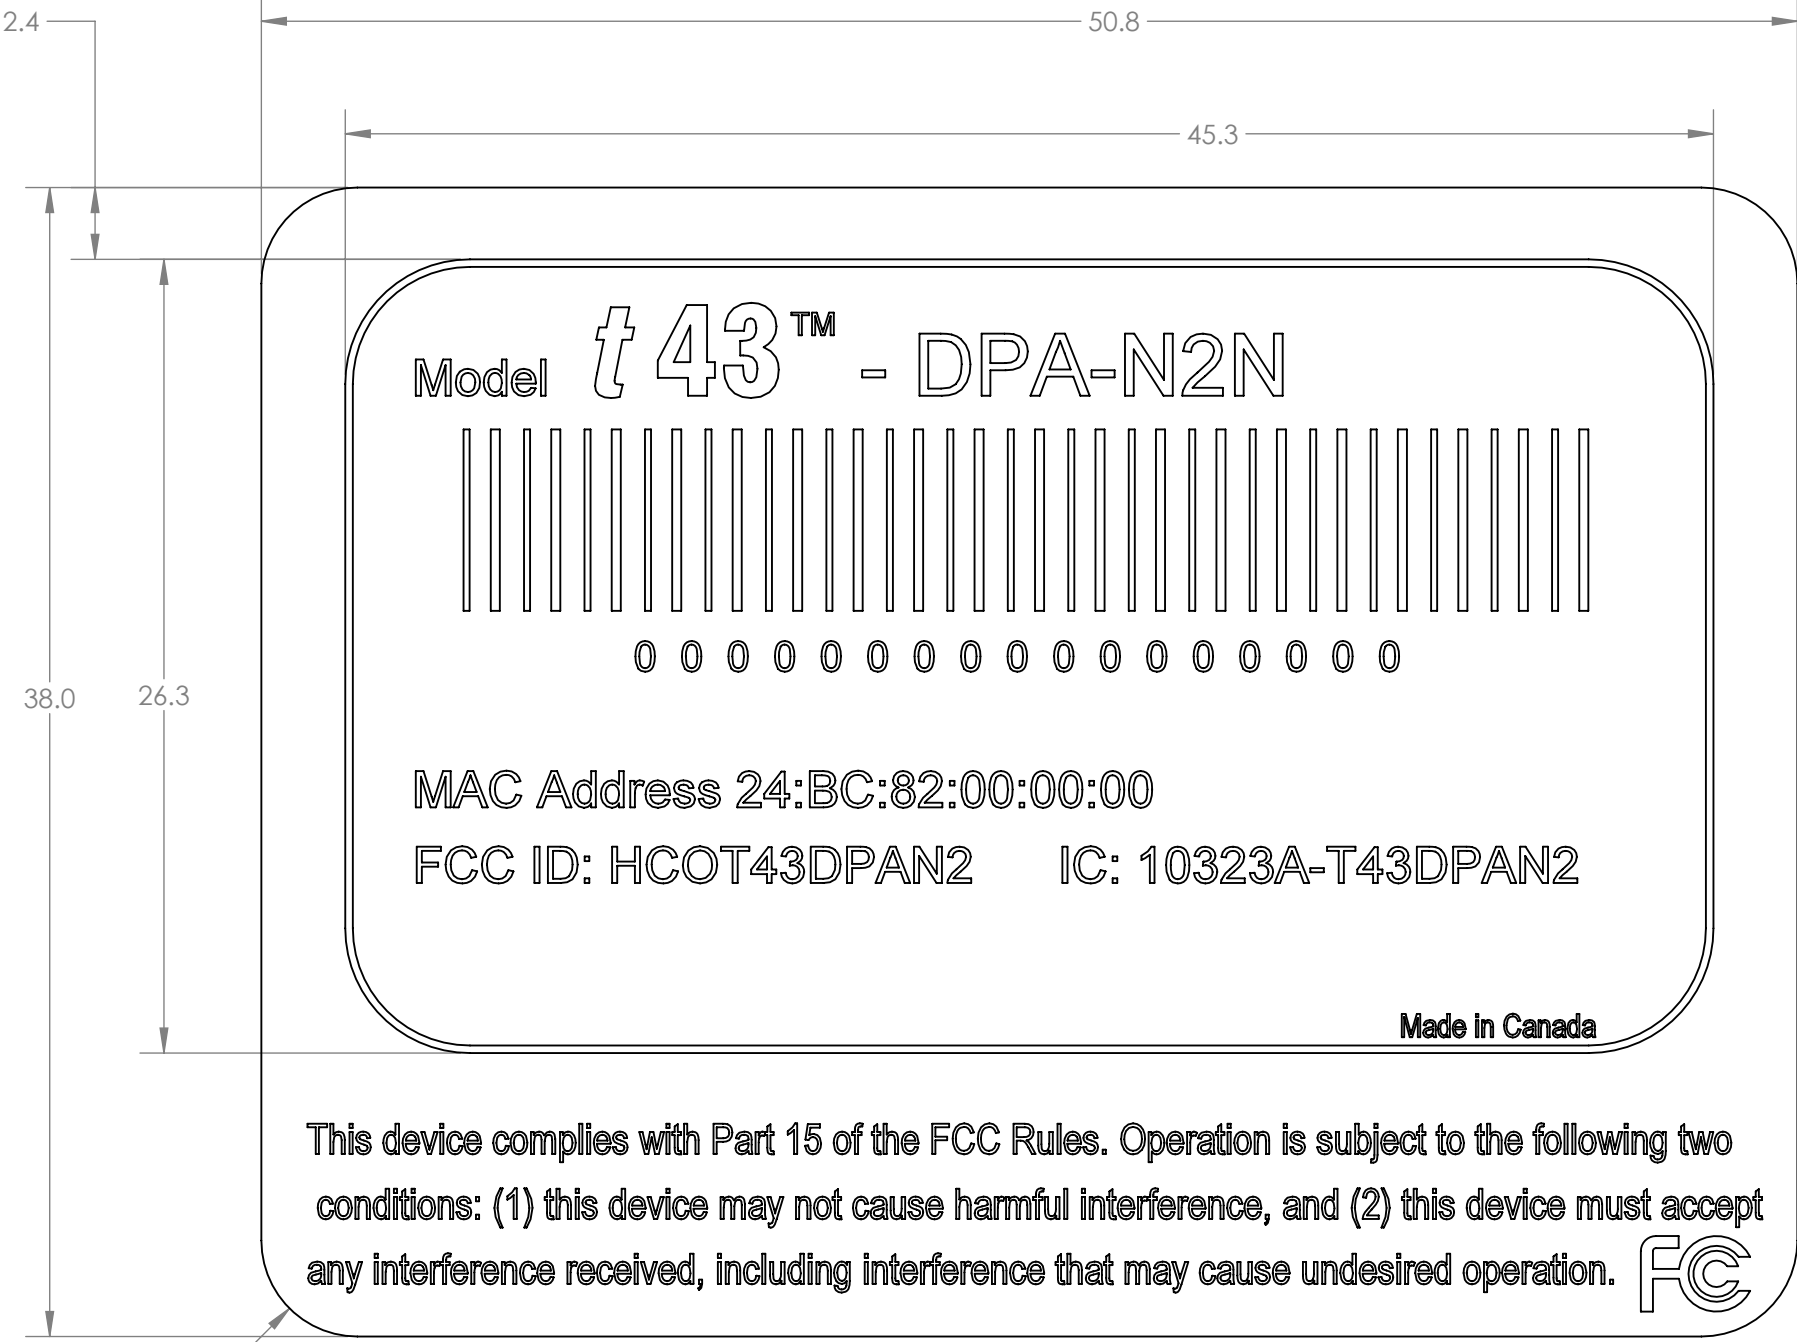 2.4
50.8
45.3
Model t43™ - DPA-N2N
0 0 0 0 0 0 0 0 0 0 0 0 0 0 0 0 0
38.0
26.3
MAC Address 24:BC:82:00:00:00
FCC ID: HCOT43DPAN2 IC: 10323A-T43DPAN2
Made in Canada
This device complies with Part 15 of the FCC Rules. Operation is subject to the following two
conditions: (1) this device may not cause harmful interference, and (2) this device must accept
any interference received, including interference that may cause undesired operation. FC